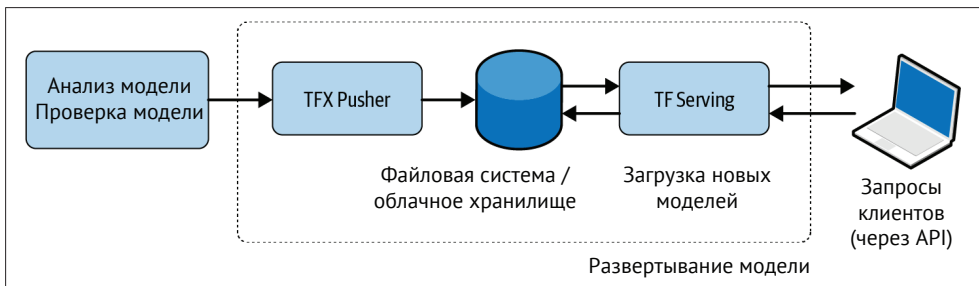 Анализ модели
Проверка модели
TFX Pusher
TF Serving
Файловая система /
облачное хранилище
Загрузка новых
моделей
Запросы
клиентов
(через API)
Развертывание модели